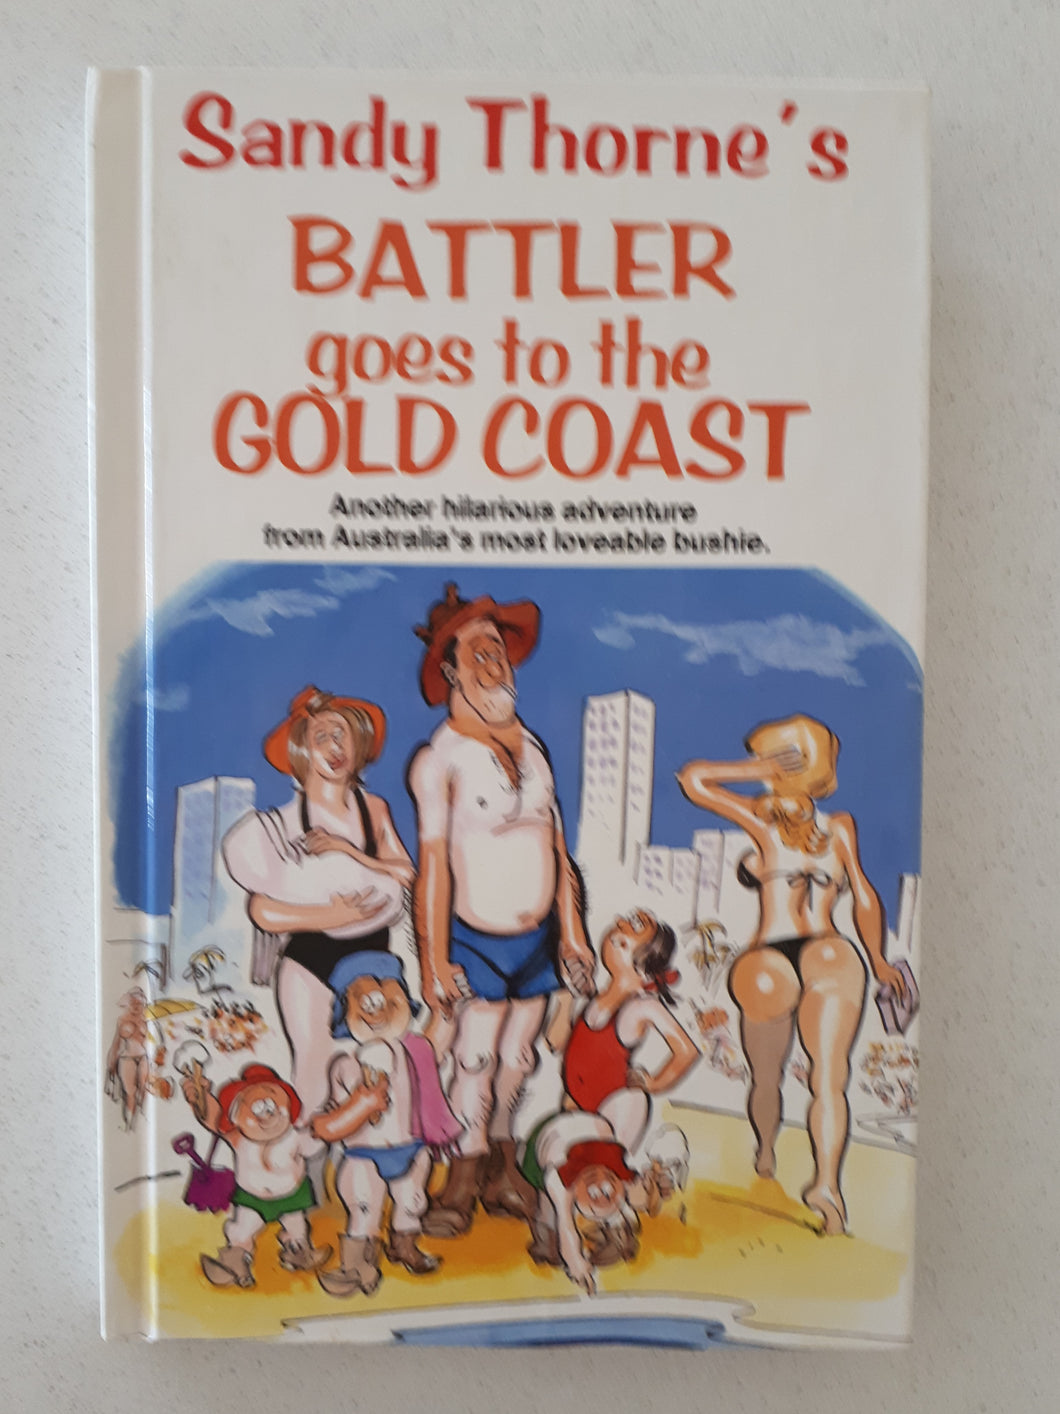 Sandy Thorne's
BATTLER
goes to the
GOLD COAST
Another hilarious adventure
from Australia's most loveable bushie.